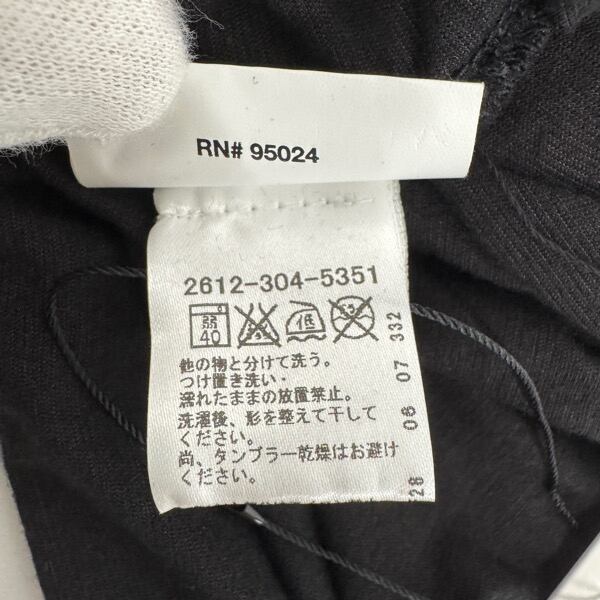 RN# 95024
2612-304-5351
弱
40
低
他の物と分けて洗う。
つけ置き洗い・
濡れたままの放置禁止。
洗濯後、形を整えて干して
ください。
尚、タンブラー乾燥はお避け
ください。
06 07 332